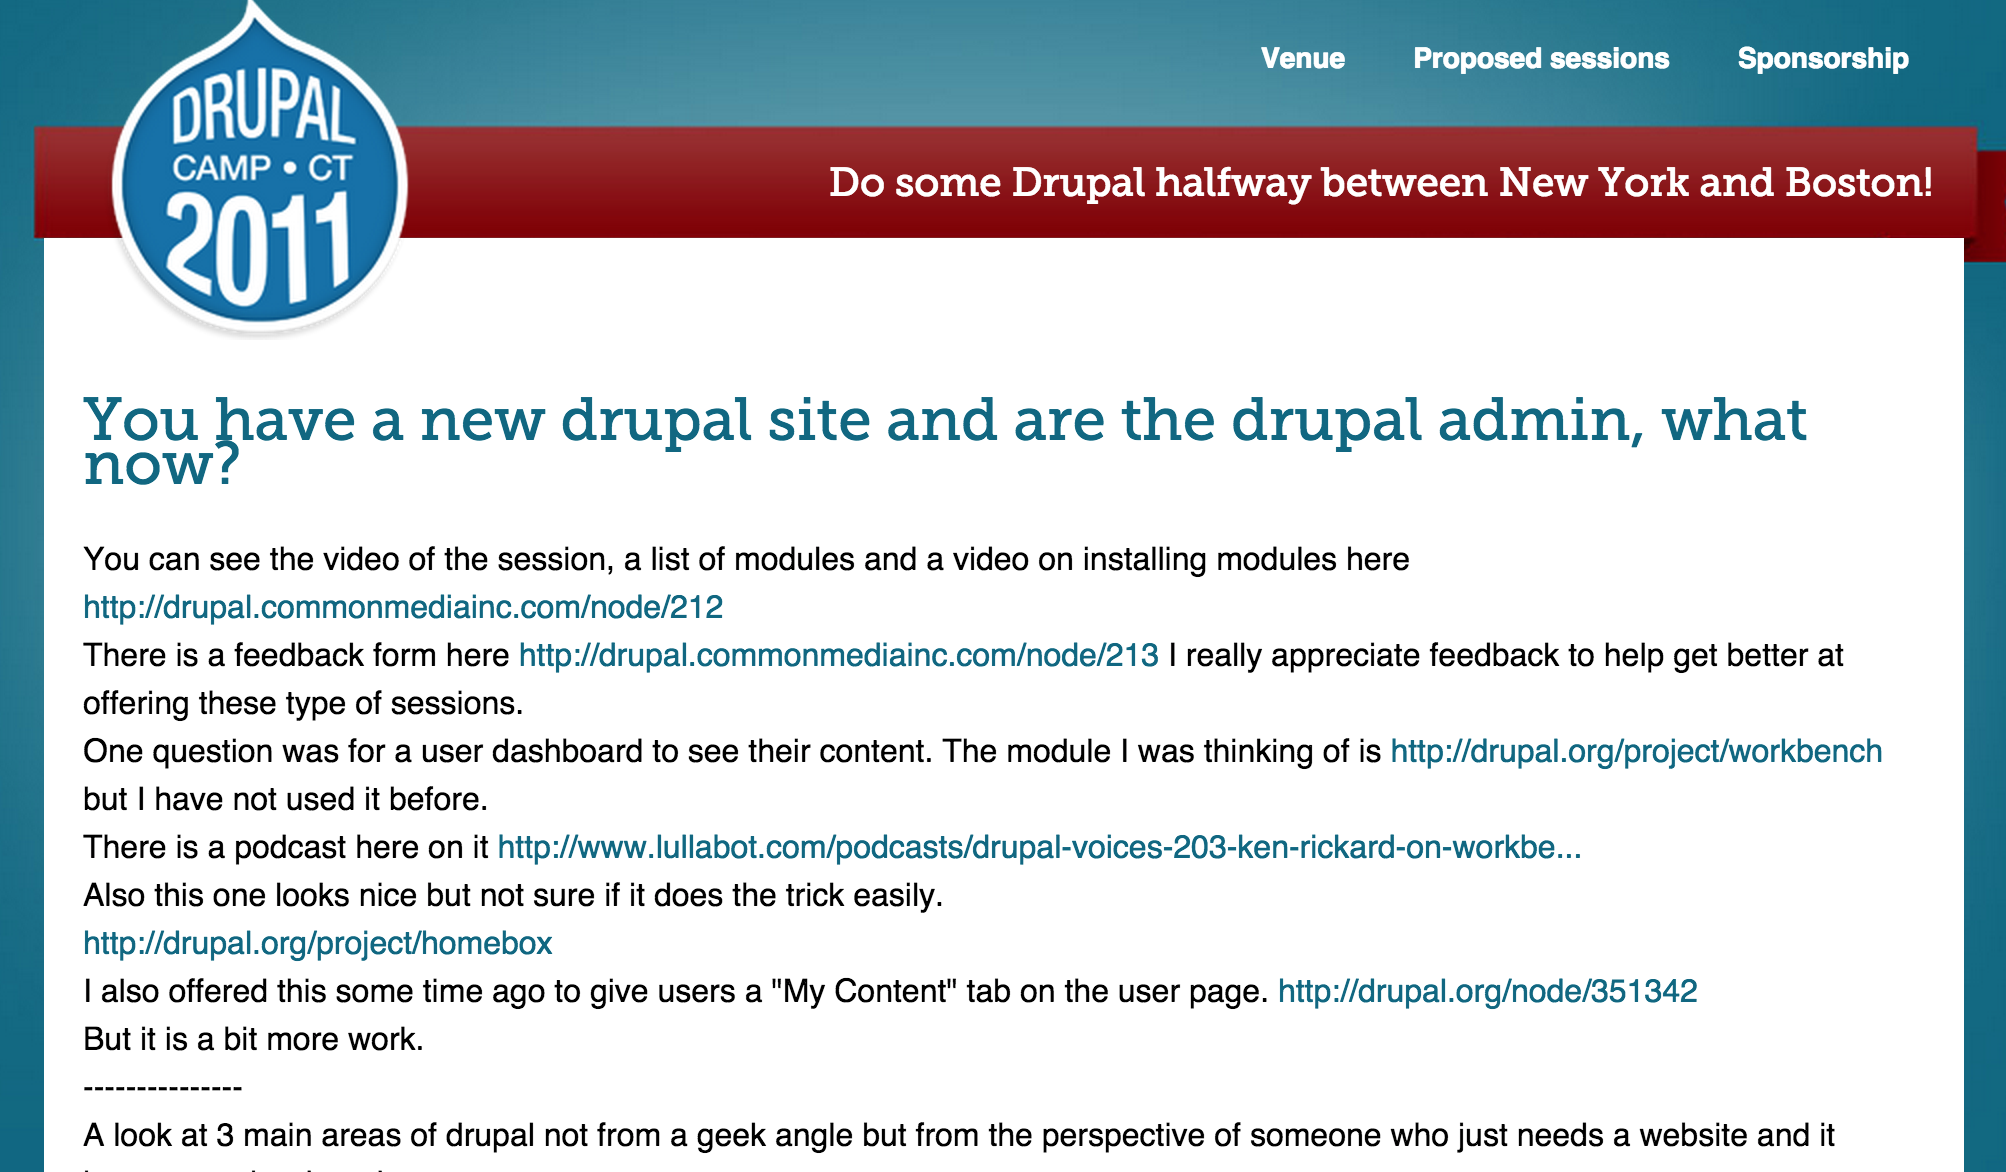 DRUPAL
CAMP • CT
2011
Venue
Proposed sessions
Sponsorship
Do some Drupal halfway between New York and Boston!
You have a new drupal site and are the drupal admin, what
now?
You can see the video of the session, a list of modules and a video on installing modules here
http://drupal.commonmediainc.com/node/212
There is a feedback form here http://drupal.commonmediainc.com/node/213 I really appreciate feedback to help get better at
offering these type of sessions.
One question was for a user dashboard to see their content. The module I was thinking of is http://drupal.org/project/workbench
but I have not used it before.
There is a podcast here on it http://www.lullabot.com/podcasts/drupal-voices-203-ken-rickard-on-workbe...
Also this one looks nice but not sure if it does the trick easily.
http://drupal.org/project/homebox
I also offered this some time ago to give users a "My Content" tab on the user page. http://drupal.org/node/351342
But it is a bit more work.
---------------
A look at 3 main areas of drupal not from a geek angle but from the perspective of someone who just needs a website and it